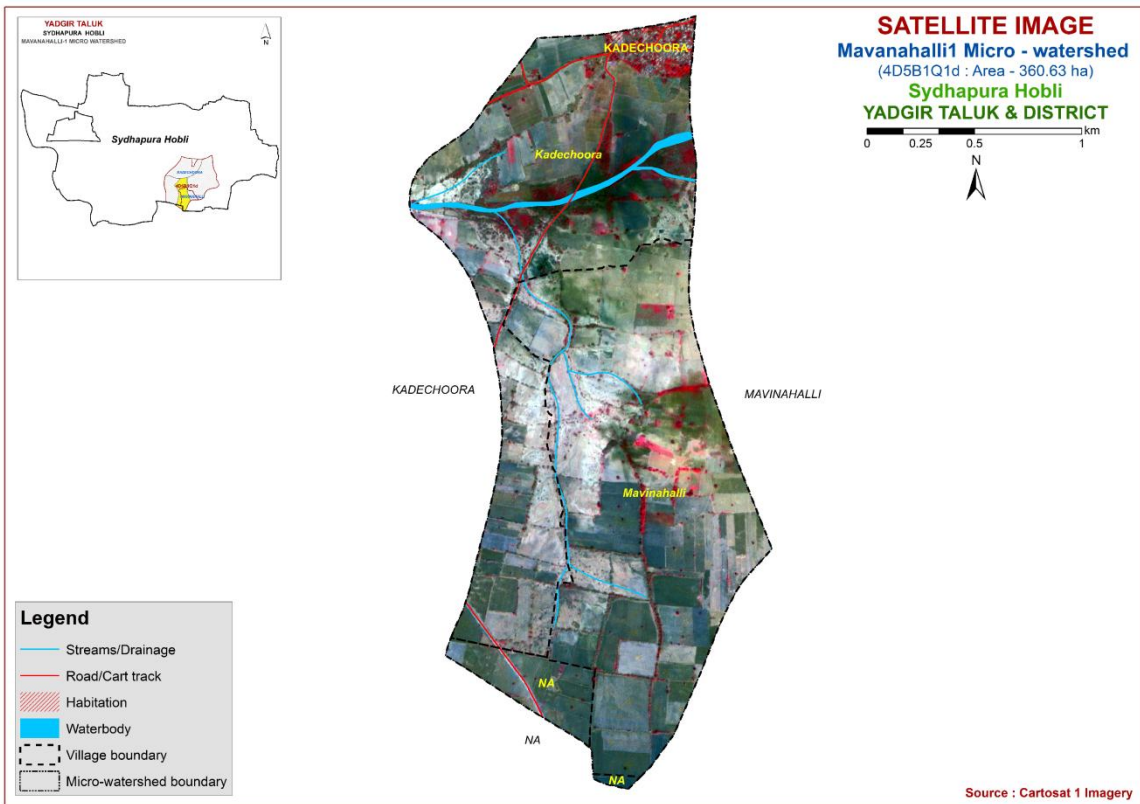 YADGIR TALUK
SYDHAPURA HOBLI
MAVANAHALLI-1 MICRO WATERSHED
N
Sydhapura Hobli
4D5B1Q1d
SATELLITE IMAGE
Mavanahalli1 Micro - watershed
(4D5B1Q1d : Area - 360.63 ha)
Sydhapura Hobli
YADGIR TALUK & DISTRICT
km
0 0.25 0.5 1
N
KADECHOORA
Kadechoora
KADECHOORA
MAVINAHALLI
Mavinahalli
NA
NA
NA
Legend
Streams/Drainage
Road/Cart track
Habitation
Waterbody
Village boundary
Micro-watershed boundary
Source : Cartosat 1 Imagery